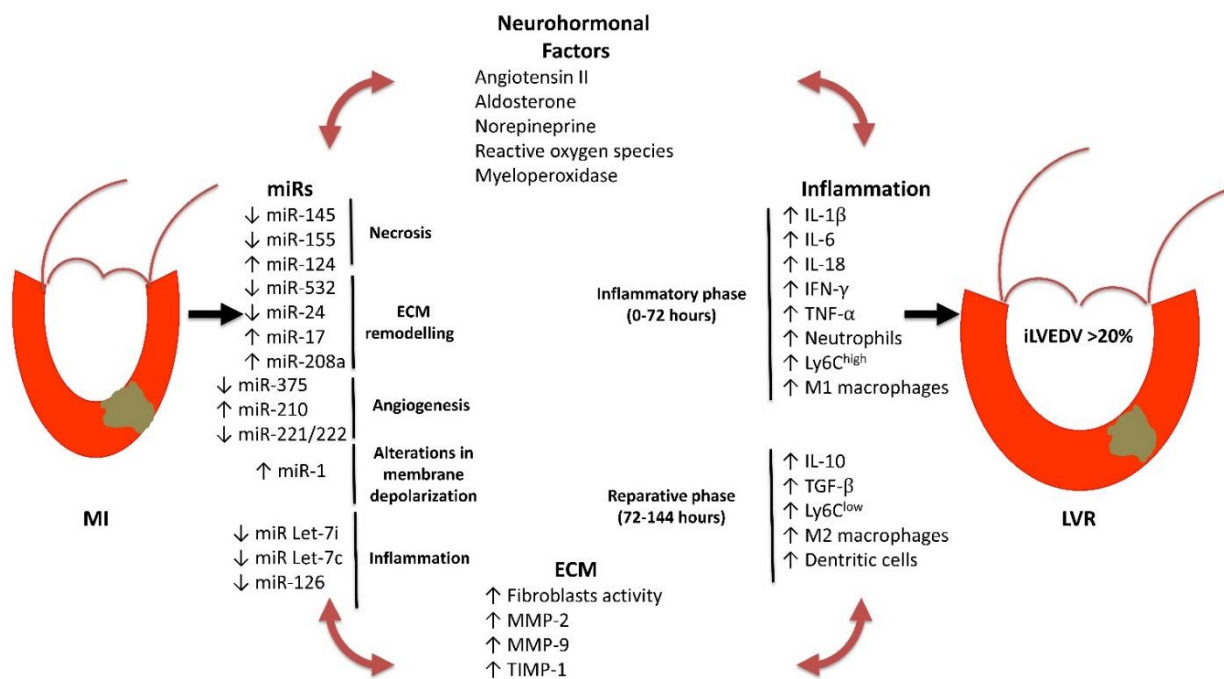 Neurohormonal
Factors
Angiotensin II
Aldosterone
Norepineprine
Reactive oxygen species
Myeloperoxidase
miRs
↓ miR-145
↓ miR-155
↑ miR-124
Necrosis
↓ miR-532
↓ miR-24
↑ miR-17
↑ miR-208a
ECM
remodelling
↓ miR-375
↑ miR-210
↓ miR-221/222
Angiogenesis
↑ miR-1
Alterations in
membrane
depolarization
↓ miR Let-7i
↓ miR Let-7c
↓ miR-126
Inflammation
MI
ECM
↑ Fibroblasts activity
↑ MMP-2
↑ MMP-9
↑ TIMP-1
Inflammation
Inflammatory phase
(0-72 hours)
↑ IL-1β
↑ IL-6
↑ IL-18
↑ IFN-γ
↑ TNF-α
↑ Neutrophils
↑ Ly6Chigh
↑ M1 macrophages
Reparative phase
(72-144 hours)
↑ IL-10
↑ TGF-β
↑ Ly6Clow
↑ M2 macrophages
↑ Dentritic cells
iLVEDV >20%
LVR